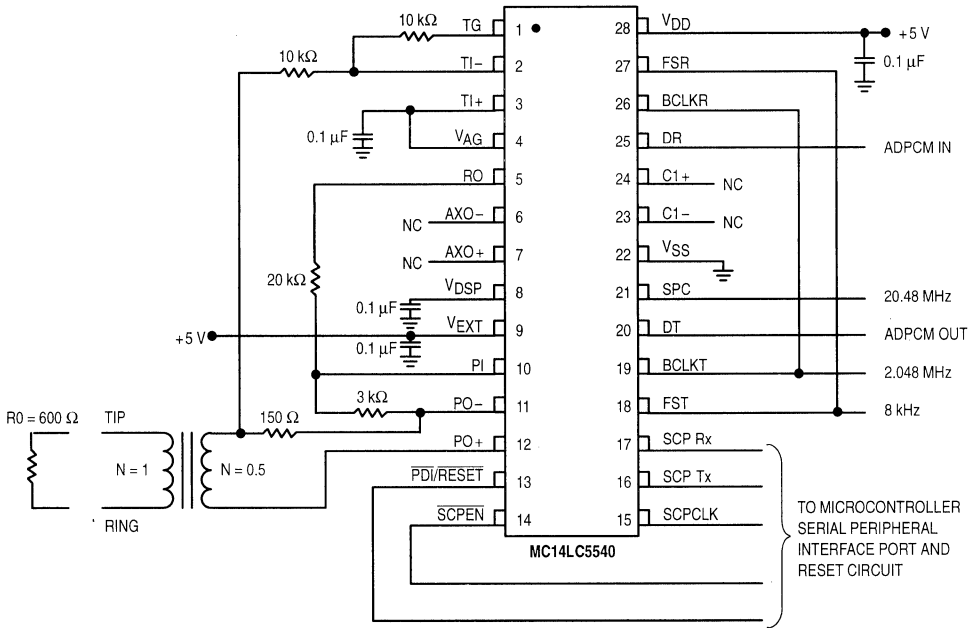 10 kΩ
TG
1
28
VDD
+5 V
10 kΩ
TI–
2
27
FSR
0.1 µF
TI+
3
26
BCLKR
0.1 µF
VAG
4
25
DR
ADPCM IN
RO
5
24
C1+
NC
NC
AXO–
6
23
C1–
NC
NC
AXO+
7
22
VSS
20 kΩ
VDSP
8
21
SPC
20.48 MHz
0.1 µF
+5 V
VEXT
9
20
DT
ADPCM OUT
0.1 µF
PI
10
19
BCLKT
2.048 MHz
3 kΩ
PO–
11
18
FST
8 kHz
R0 = 600 Ω
TIP
150 Ω
PO+
12
17
SCP Rx
N = 1
N = 0.5
PDI/RESET
13
16
SCP Tx
RING
SCPEN
14
15
SCPCLK
MC14LC5540
TO MICROCONTROLLER
SERIAL PERIPHERAL
INTERFACE PORT AND
RESET CIRCUIT